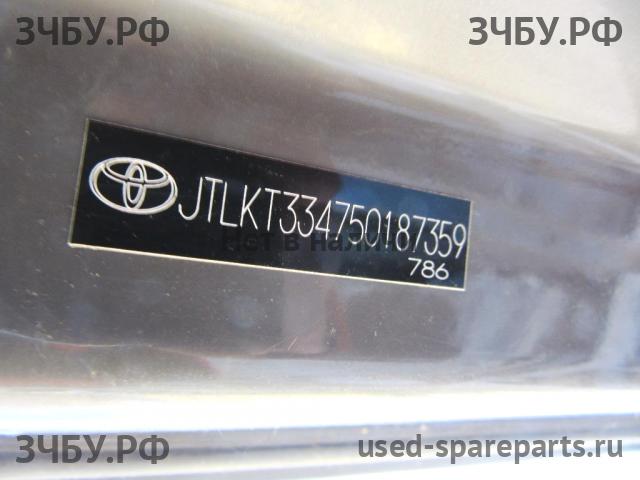 ЗЧБУ.РФ
ЗЧБУ.РФ
JTLKT334750187359
Нет в наличии
786
ЗЧБУ.РФ
used-spareparts.ru